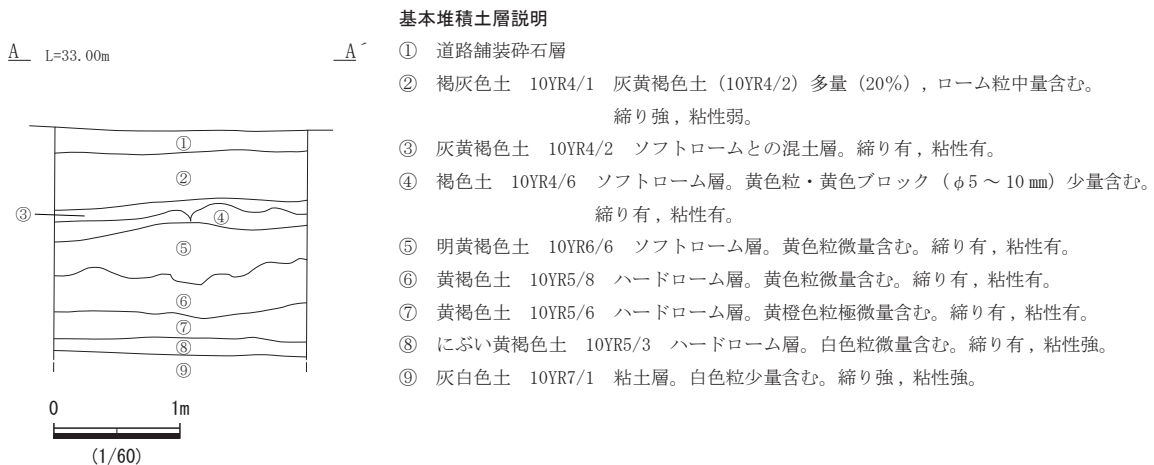 基本堆積土層説明
A L=33.00m A´
① 道路舗装砕石層
② 褐灰色土 10YR4/1 灰黄褐色土（10YR4/2）多量（20％）, ローム粒中量含む。
締り強 , 粘性弱。
③ 灰黄褐色土 10YR4/2 ソフトロームとの混土層。締り有 , 粘性有。
④ 褐色土 10YR4/6 ソフトローム層。黄色粒・黄色ブロック（φ5 ～ 10 ㎜）少量含む。
締り有 , 粘性有。
⑤ 明黄褐色土 10YR6/6 ソフトローム層。黄色粒微量含む。締り有 , 粘性有。
⑥ 黄褐色土 10YR5/8 ハードローム層。黄色粒微量含む。締り有 , 粘性有。
⑦ 黄褐色土 10YR5/6 ハードローム層。黄橙色粒極微量含む。締り有 , 粘性有。
⑧ にぶい黄褐色土 10YR5/3 ハードローム層。白色粒微量含む。締り有 , 粘性強。
⑨ 灰白色土 10YR7/1 粘土層。白色粒少量含む。締り強 , 粘性強。
①
②
③
④
⑤
⑥
⑦
⑧
⑨
0 1m
(1/60)